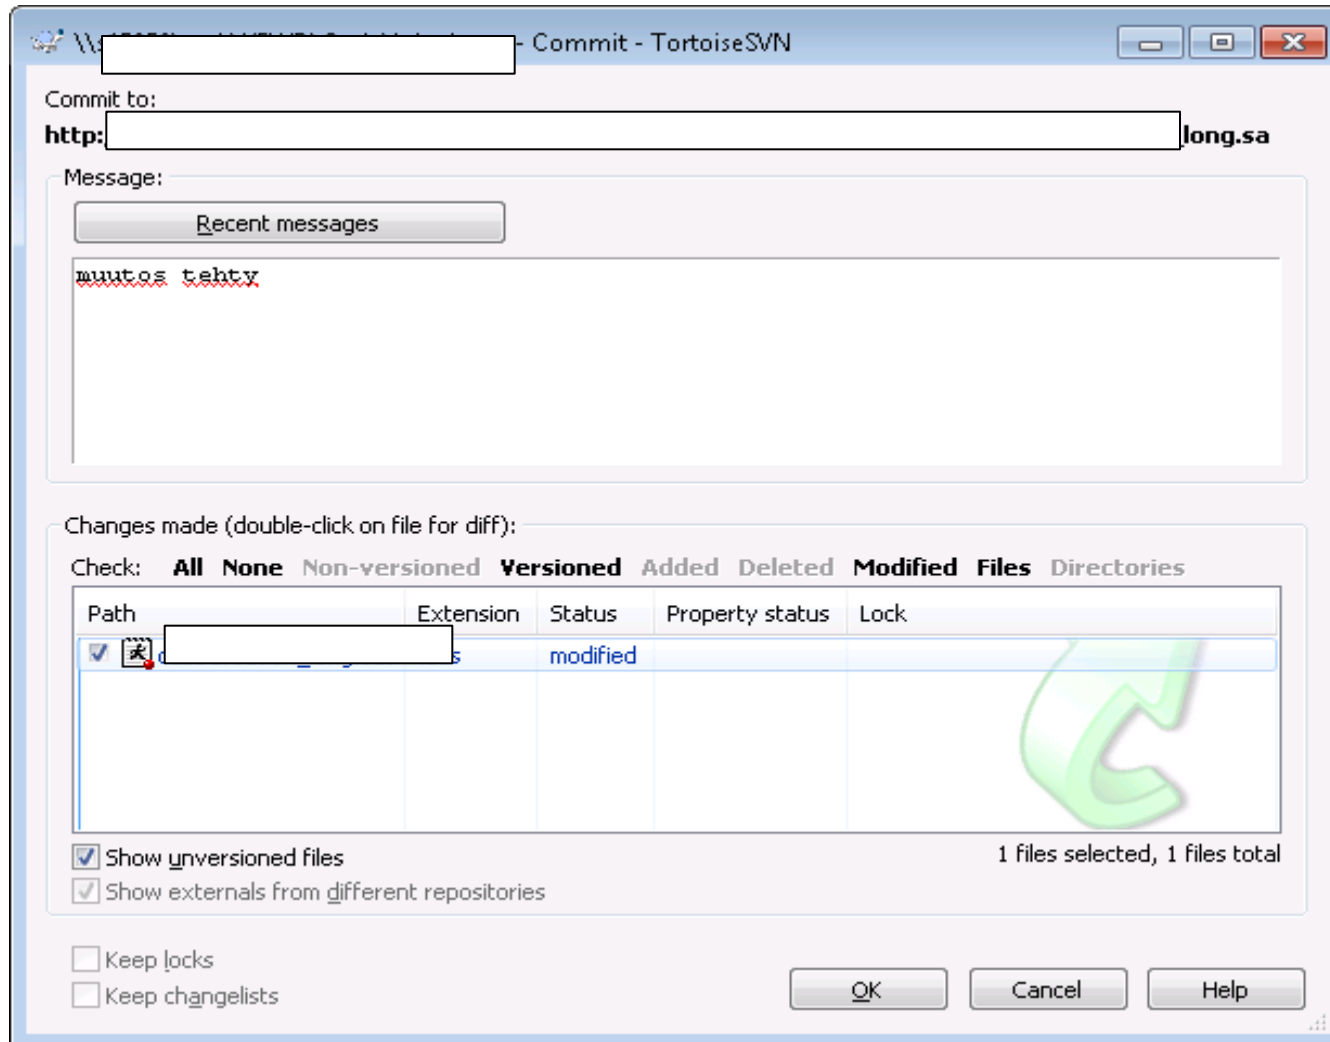 - Commit - TortoiseSVN
Commit to:
http: long.sa
Message:
Recent messages
muutos tehty
Changes made (double-click on file for diff):
Check: All None Non-versioned Versioned Added Deleted Modified Files Directories
Path Extension Status Property status Lock
modified
Show unversioned files
1 files selected, 1 files total
Show externals from different repositories
Keep locks
Keep changelists
OK Cancel Help